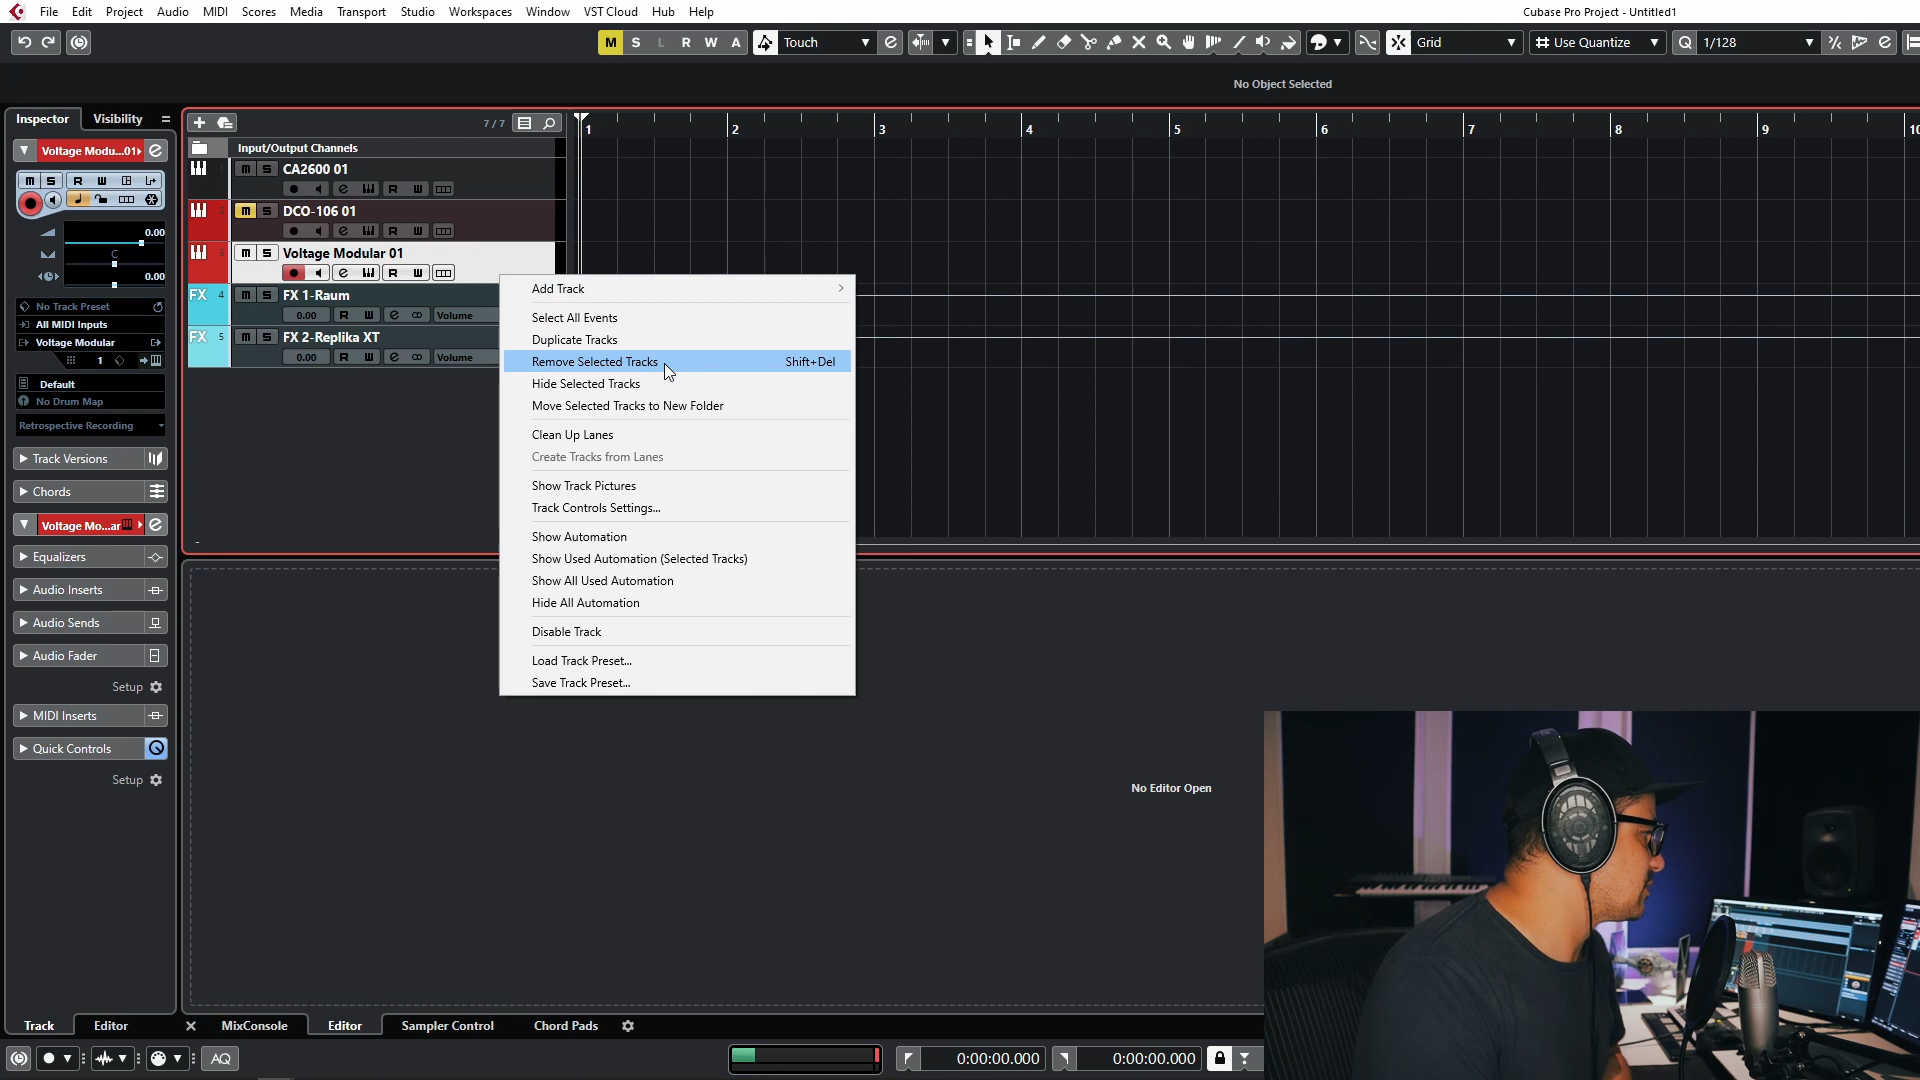 File Edit Project Audio MIDI Scores Media Transport Studio Workspaces Window VST Cloud Hub Help
Cubase Pro Project - Untitled1
M S L R W A Touch Grid Use Quantize Q 1/128
No Object Selected
Inspector Visibility
7 / 7
1 2 3 4 5 6 7 8 9 10
Voltage Modu...01
Input/Output Channels
m S CA2600 01
R W
m S R W
2 m S DCO-106 01
R W
0.00
C
0.00
3 m S Voltage Modular 01
R W
FX 4 m S FX 1-Raum
0.00 R W Volume
FX 5 m S FX 2-Replika XT
0.00 R W Volume
No Track Preset
All MIDI Inputs
Voltage Modular
1
Default
No Drum Map
Retrospective Recording
Track Versions
Chords
Voltage Mo...ar
Equalizers
Audio Inserts
Audio Sends
Audio Fader
Setup
MIDI Inserts
Quick Controls
Setup
Add Track
Select All Events
Duplicate Tracks
Remove Selected Tracks Shift+Del
Hide Selected Tracks
Move Selected Tracks to New Folder
Clean Up Lanes
Create Tracks from Lanes
Show Track Pictures
Track Controls Settings...
Show Automation
Show Used Automation (Selected Tracks)
Show All Used Automation
Hide All Automation
Disable Track
Load Track Preset...
Save Track Preset...
No Editor Open
Track Editor
MixConsole Editor Sampler Control Chord Pads
AQ
0:00:00.000 0:00:00.000